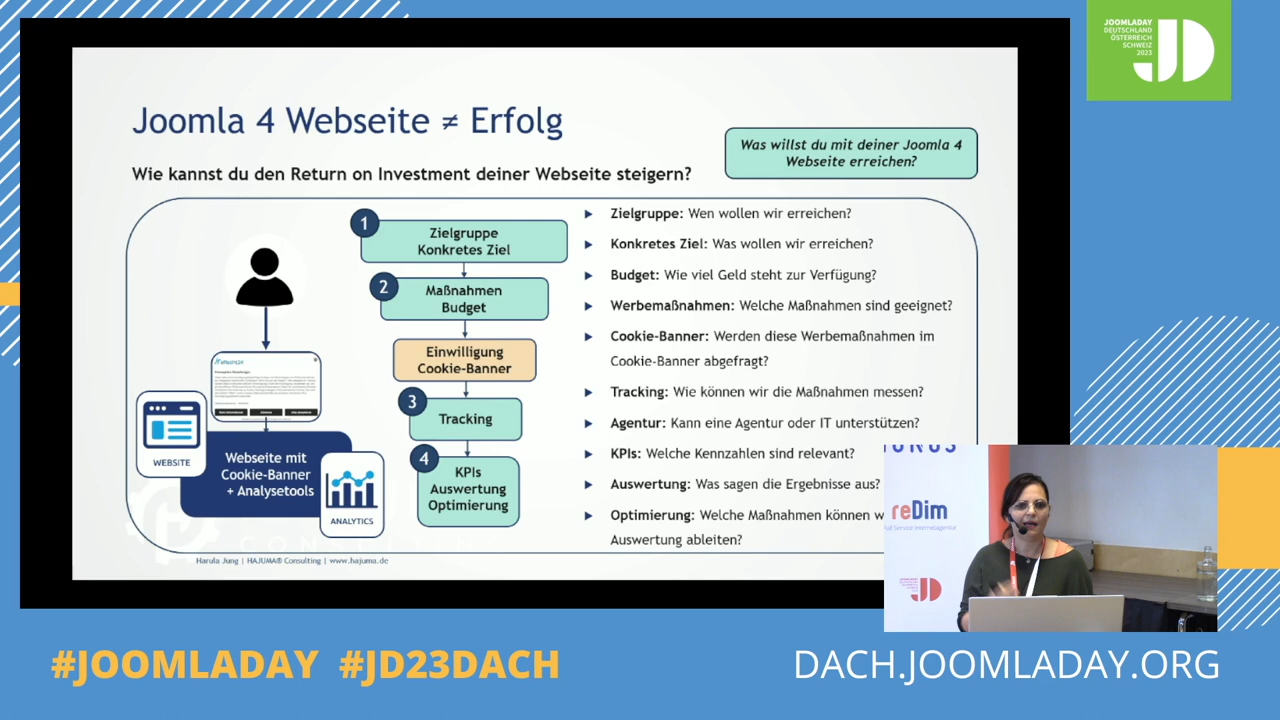 JOOMLADAY
DEUTSCHLAND
ÖSTERREICH
SCHWEIZ
2023
JD
Joomla 4 Webseite ≠ Erfolg
Was willst du mit deiner Joomla 4
Webseite erreichen?
Wie kannst du den Return on Investment deiner Webseite steigern?
WEBSITE
Webseite mit
Cookie-Banner
+ Analysetools
ANALYTICS
1
Zielgruppe
Konkretes Ziel
2
Maßnahmen
Budget
Einwilligung
Cookie-Banner
3
Tracking
4
KPIs
Auswertung
Optimierung
Zielgruppe: Wen wollen wir erreichen?
Konkretes Ziel: Was wollen wir erreichen?
Budget: Wie viel Geld steht zur Verfügung?
Werbemaßnahmen: Welche Maßnahmen sind geeignet?
Cookie-Banner: Werden diese Werbemaßnahmen im
Cookie-Banner abgefragt?
Tracking: Wie können wir die Maßnahmen messen?
Agentur: Kann eine Agentur oder IT unterstützen?
KPIs: Welche Kennzahlen sind relevant?
Auswertung: Was sagen die Ergebnisse aus?
Optimierung: Welche Maßnahmen können w
Auswertung ableiten?
Harula Jung | HAJUMA® Consulting | www.hajuma.de
reDim
JD
#JOOMLADAY #JD23DACH
DACH.JOOMLADAY.ORG